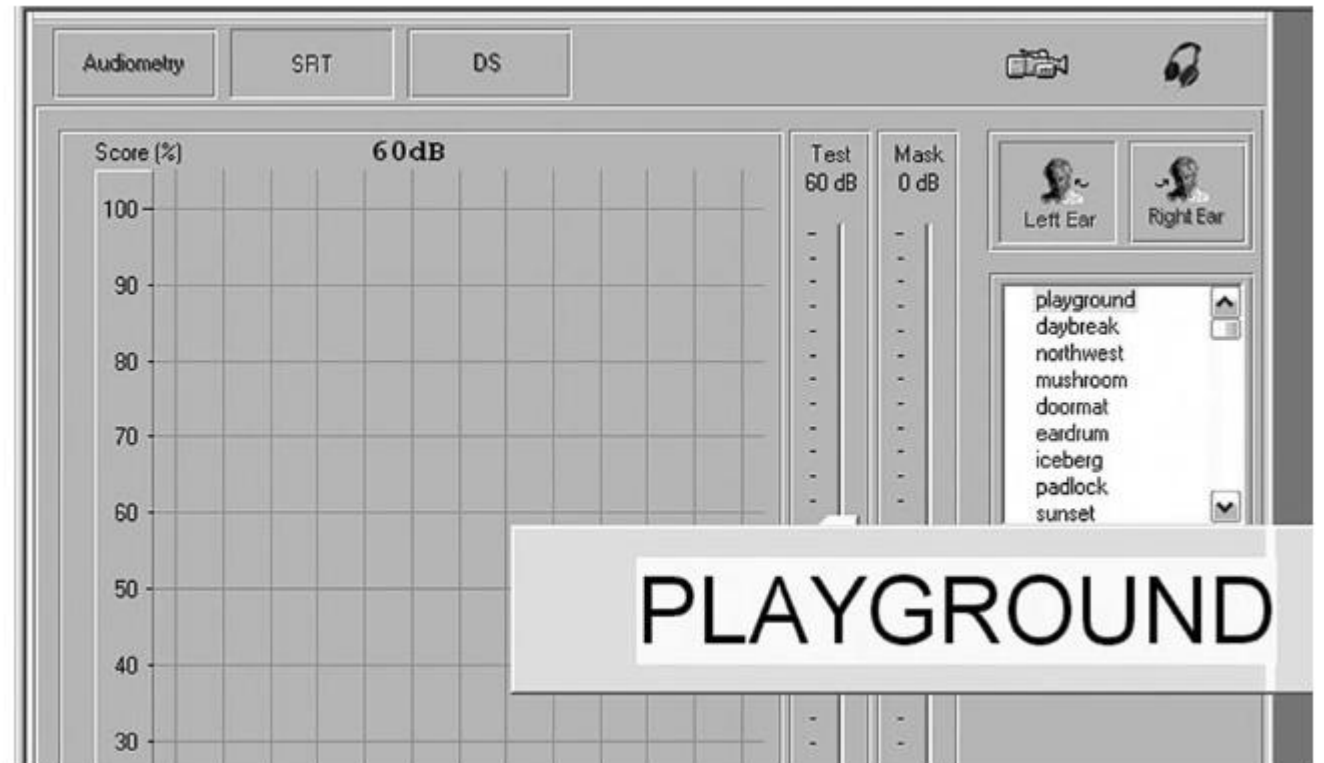 Audiometry SRT DS
Score (%) 60dB
Test Mask
60 dB 0 dB
Left Ear Right Ear
100
90
80
70
60
50
40
30
playground
daybreak
northwest
mushroom
doormat
eardrum
iceberg
padlock
sunset
PLAYGROUND